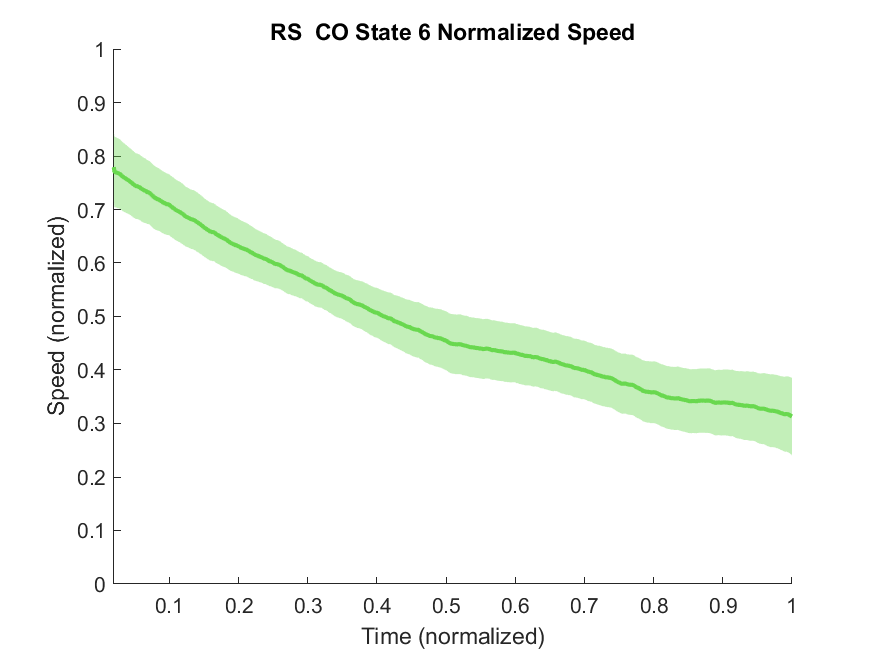 RS  CO State 6 Normalized Speed
1
0.9
0.8
0.7
0.6
0.5
0.4
0.3
0.2
0.1
0
Speed (normalized)
0.1 0.2 0.3 0.4 0.5 0.6 0.7 0.8 0.9 1
Time (normalized)